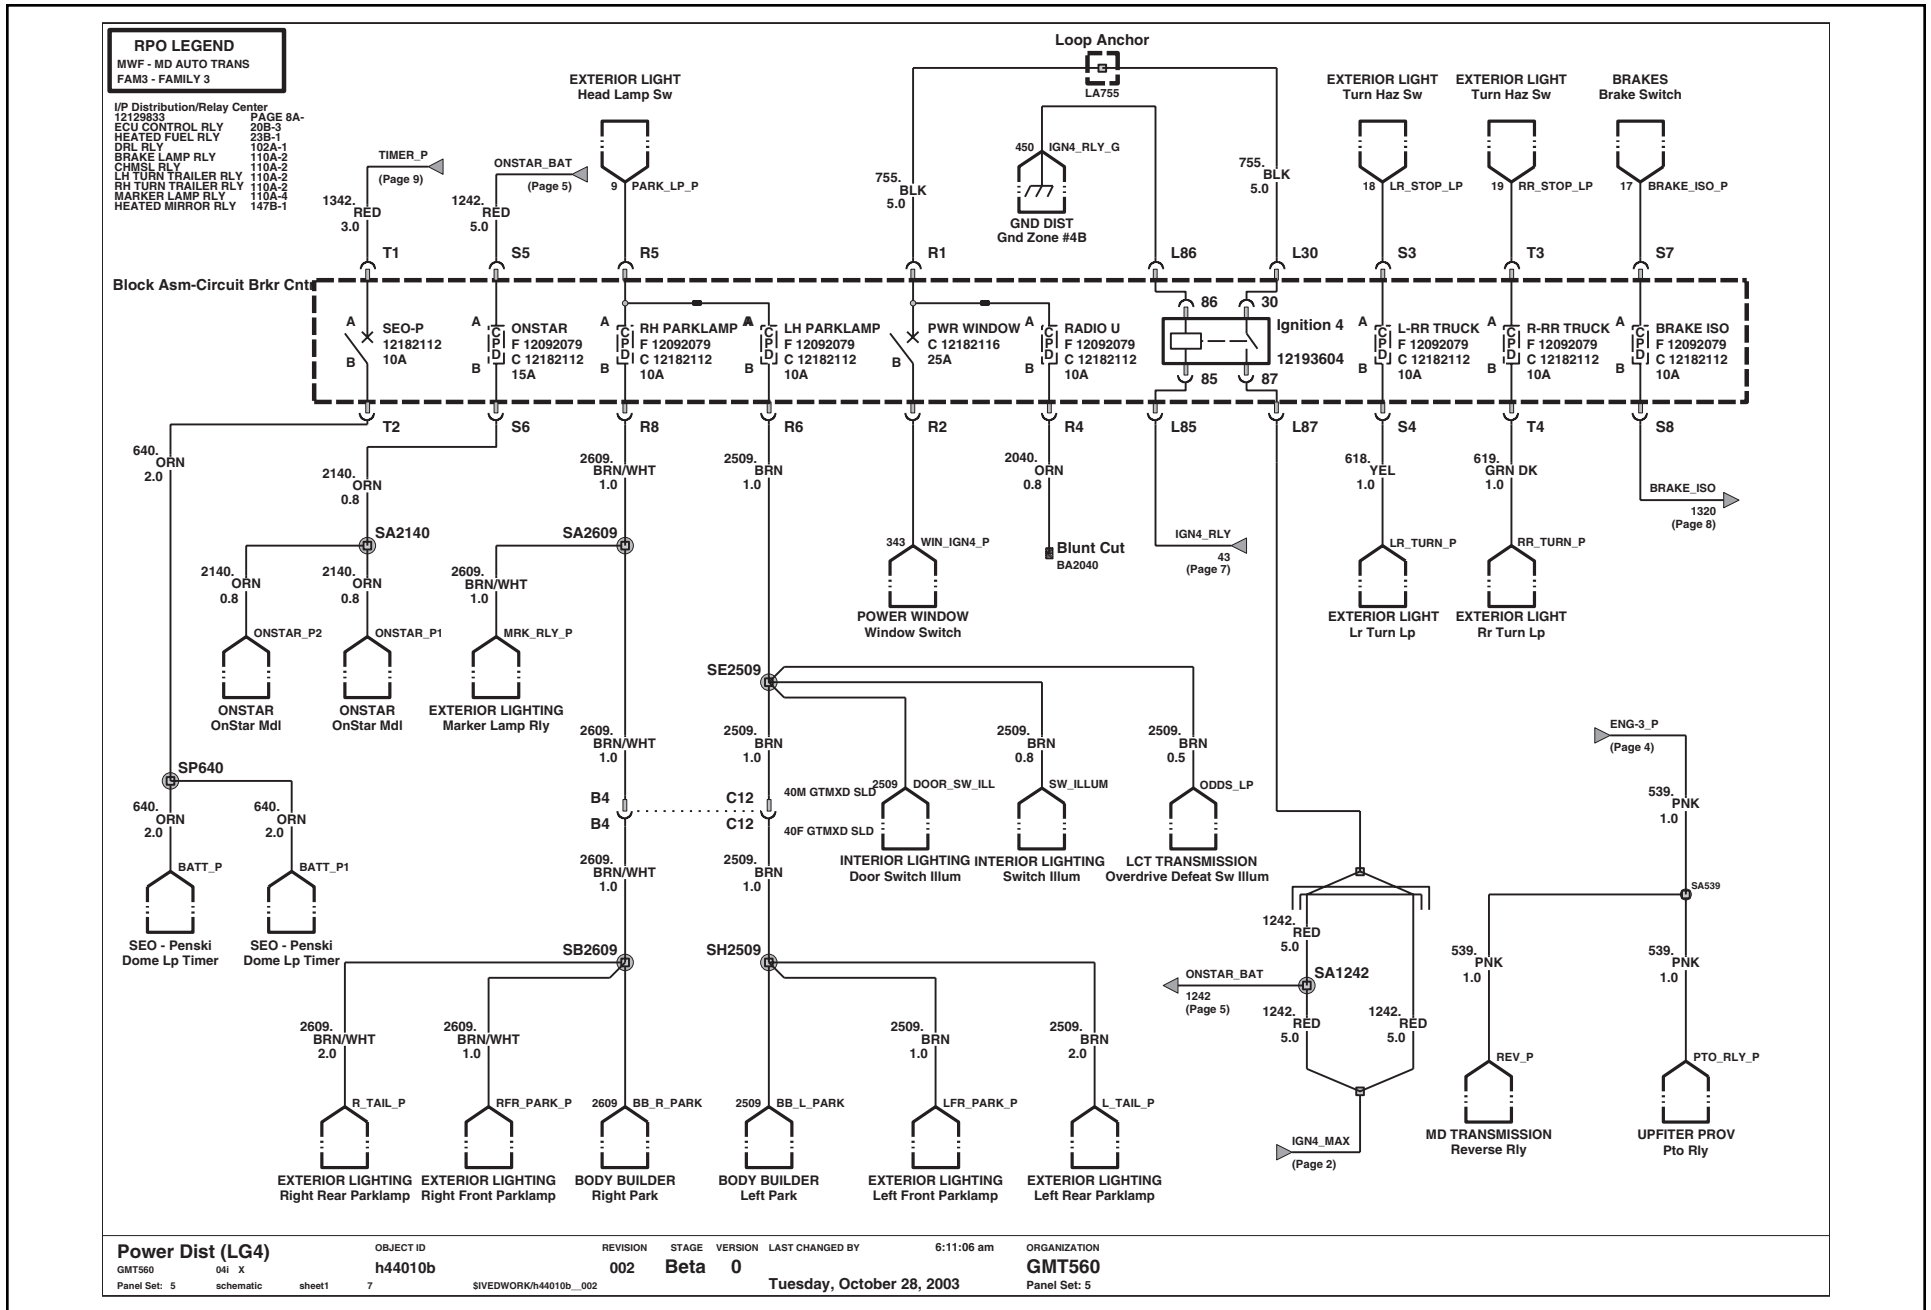 RPO LEGEND
MWF - MD AUTO TRANS
FAM3 - FAMILY 3
I/P Distribution/Relay Center
12129833 PAGE 8A-
ECU CONTROL RLY 20B-3
HEATED FUEL RLY 23B-1
DRL RLY 102A-1
BRAKE LAMP RLY 110A-2
CHMSL RLY 110A-2
LH TURN TRAILER RLY 110A-2
RH TURN TRAILER RLY 110A-2
MARKER LAMP RLY 110A-4
HEATED MIRROR RLY 147B-1
TIMER_P
(Page 9)
1342.
RED
3.0
T1
ONSTAR_BAT
(Page 5)
1242.
RED
5.0
S5
EXTERIOR LIGHT
Head Lamp Sw
9 PARK_LP_P
R5
Loop Anchor
LA755
755.
BLK
5.0
R1
450 IGN4_RLY_G
GND DIST
Gnd Zone #4B
L86
755.
BLK
5.0
L30
EXTERIOR LIGHT
Turn Haz Sw
18 LR_STOP_LP
S3
EXTERIOR LIGHT
Turn Haz Sw
19 RR_STOP_LP
T3
BRAKES
Brake Switch
17 BRAKE_ISO_P
S7
Block Asm-Circuit Brkr Cntr
A
B
SEO-P
12182112
10A
A
B
CPD
ONSTAR
F 12092079
C 12182112
15A
A
B
CPD
RH PARKLAMP
F 12092079
C 12182112
10A
A
A
B
CPD
LH PARKLAMP
F 12092079
C 12182112
10A
A
B
PWR WINDOW
C 12182116
25A
A
B
CPD
RADIO U
F 12092079
C 12182112
10A
86
30
Ignition 4
12193604
85
87
A
B
CPD
L-RR TRUCK
F 12092079
C 12182112
10A
A
B
CPD
R-RR TRUCK
F 12092079
C 12182112
10A
A
B
CPD
BRAKE ISO
F 12092079
C 12182112
10A
T2
S6
R8
R6
R2
R4
L85
L87
S4
T4
S8
640.
ORN
2.0
2140.
ORN
0.8
2609.
BRN/WHT
1.0
2509.
BRN
1.0
2040.
ORN
0.8
618.
YEL
1.0
619.
GRN DK
1.0
BRAKE_ISO
1320
(Page 8)
SA2140
SA2609
343 WIN_IGN4_P
POWER WINDOW
Window Switch
Blunt Cut
BA2040
IGN4_RLY
43
(Page 7)
LR_TURN_P
EXTERIOR LIGHT
Lr Turn Lp
RR_TURN_P
EXTERIOR LIGHT
Rr Turn Lp
2140.
ORN
0.8
2140.
ORN
0.8
2609.
BRN/WHT
1.0
ONSTAR_P2
ONSTAR
OnStar Mdl
ONSTAR_P1
ONSTAR
OnStar Mdl
MRK_RLY_P
EXTERIOR LIGHTING
Marker Lamp Rly
SE2509
2609.
BRN/WHT
1.0
2509.
BRN
1.0
2509.
BRN
0.8
2509.
BRN
0.5
ENG-3_P
(Page 4)
SP640
640.
ORN
2.0
640.
ORN
2.0
B4
B4
C12
C12
40M GTMXD SLD
40F GTMXD SLD
2509 DOOR_SW_ILL
INTERIOR LIGHTING
Door Switch Illum
SW_ILLUM
INTERIOR LIGHTING
Switch Illum
ODDS_LP
LCT TRANSMISSION
Overdrive Defeat Sw Illum
539.
PNK
1.0
BATT_P
SEO - Penski
Dome Lp Timer
BATT_P1
SEO - Penski
Dome Lp Timer
2609.
BRN/WHT
1.0
2509.
BRN
1.0
SA539
SB2609
SH2509
1242.
RED
5.0
SA1242
ONSTAR_BAT
1242
(Page 5)
1242.
RED
5.0
1242.
RED
5.0
539.
PNK
1.0
539.
PNK
1.0
2609.
BRN/WHT
2.0
2609.
BRN/WHT
1.0
2509.
BRN
1.0
2509.
BRN
2.0
R_TAIL_P
EXTERIOR LIGHTING
Right Rear Parklamp
RFR_PARK_P
EXTERIOR LIGHTING
Right Front Parklamp
2609 BB_R_PARK
BODY BUILDER
Right Park
2509 BB_L_PARK
BODY BUILDER
Left Park
LFR_PARK_P
EXTERIOR LIGHTING
Left Front Parklamp
L_TAIL_P
EXTERIOR LIGHTING
Left Rear Parklamp
IGN4_MAX
(Page 2)
REV_P
MD TRANSMISSION
Reverse Rly
PTO_RLY_P
UPFITER PROV
Pto Rly
Power Dist (LG4) OBJECT ID REVISION STAGE VERSION LAST CHANGED BY 6:11:06 am ORGANIZATION
GMT560 04i X h44010b 002 Beta 0 GMT560
Panel Set: 5 schematic sheet1 7 $IVEDWORK/h44010b__002 Tuesday, October 28, 2003 Panel Set: 5